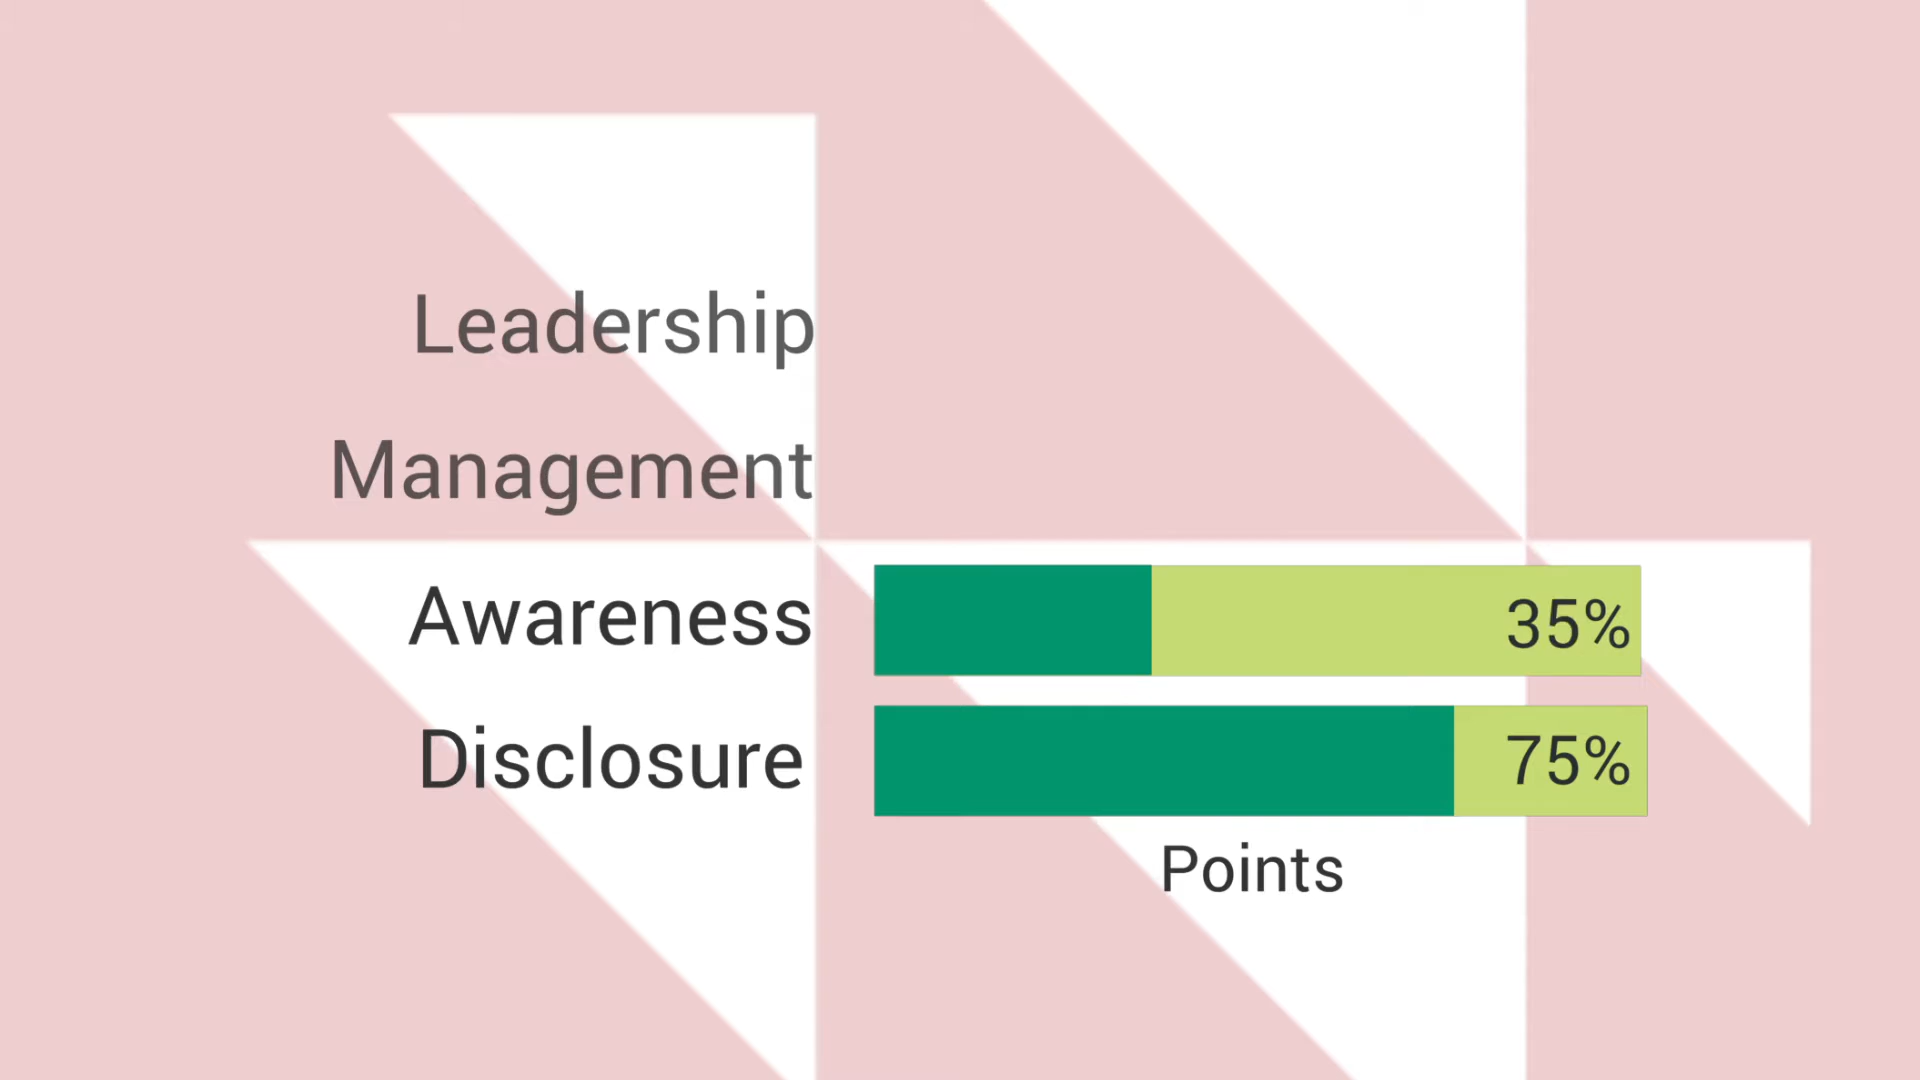 Leadership
Management
Awareness 35%
Disclosure 75%
Points